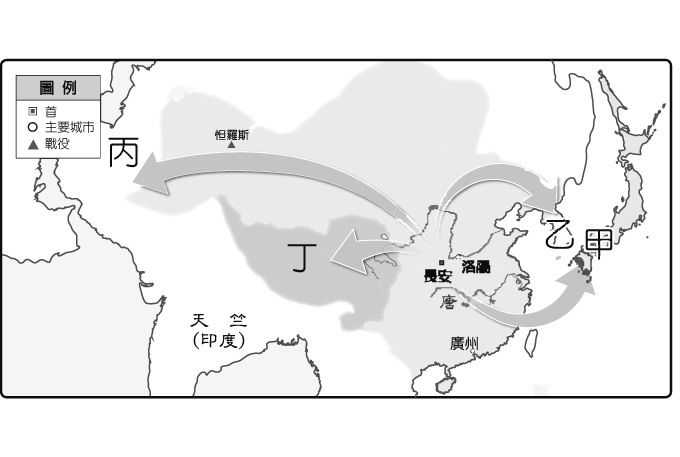 圖例
首
主要城市
戰役
怛羅斯
丙
丁
乙
甲
長安
洛陽
唐
天竺
(印度)
廣州